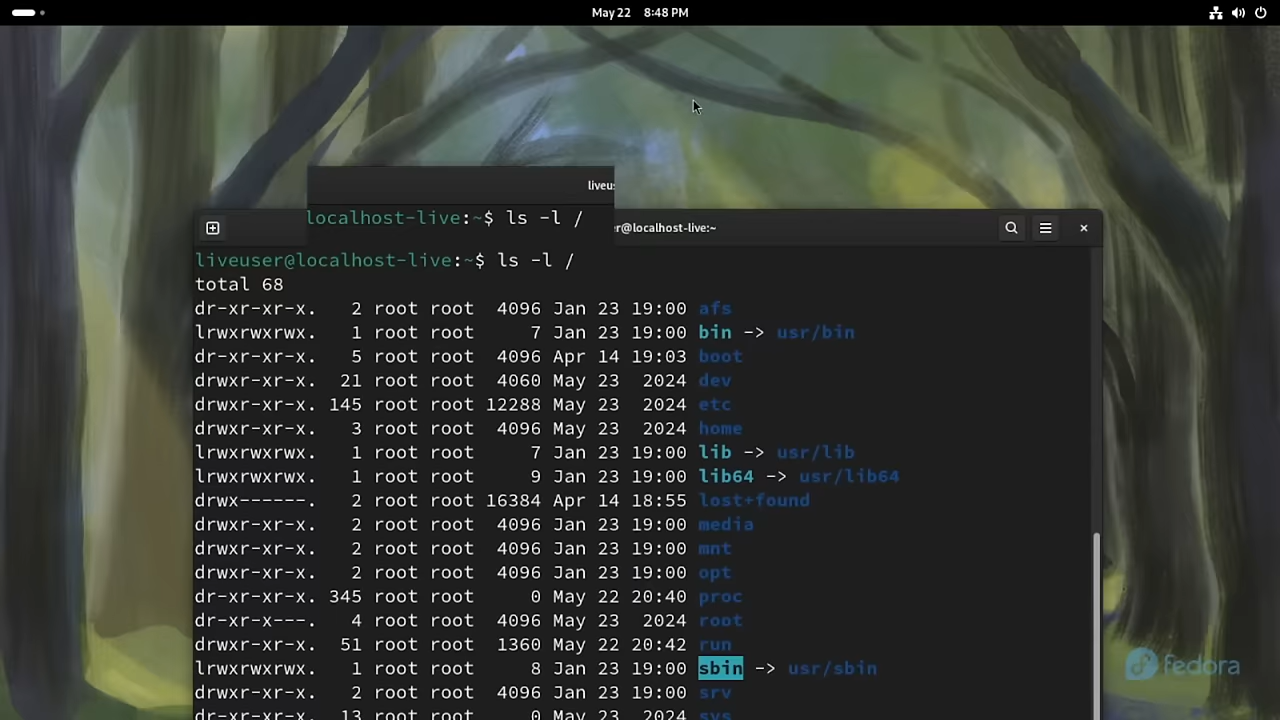 May 22 8:48 PM
liveus
localhost-live:~$ ls -l /
er@localhost-live:~
liveuser@localhost-live:~$ ls -l /
total 68
dr-xr-xr-x. 2 root root 4096 Jan 23 19:00 afs
lrwxrwxrwx. 1 root root 7 Jan 23 19:00 bin -> usr/bin
dr-xr-xr-x. 5 root root 4096 Apr 14 19:03 boot
drwxr-xr-x. 21 root root 4060 May 23 2024 dev
drwxr-xr-x. 145 root root 12288 May 23 2024 etc
drwxr-xr-x. 3 root root 4096 May 23 2024 home
lrwxrwxrwx. 1 root root 7 Jan 23 19:00 lib -> usr/lib
lrwxrwxrwx. 1 root root 9 Jan 23 19:00 lib64 -> usr/lib64
drwx------. 2 root root 16384 Apr 14 18:55 lost+found
drwxr-xr-x. 2 root root 4096 Jan 23 19:00 media
drwxr-xr-x. 2 root root 4096 Jan 23 19:00 mnt
drwxr-xr-x. 2 root root 4096 Jan 23 19:00 opt
dr-xr-xr-x. 345 root root 0 May 22 20:40 proc
dr-xr-x---. 4 root root 4096 May 23 2024 root
drwxr-xr-x. 51 root root 1360 May 22 20:42 run
lrwxrwxrwx. 1 root root 8 Jan 23 19:00 sbin -> usr/sbin
drwxr-xr-x. 2 root root 4096 Jan 23 19:00 srv
dr-xr-xr-x. 13 root root 0 May 23 2024 sys
fedora